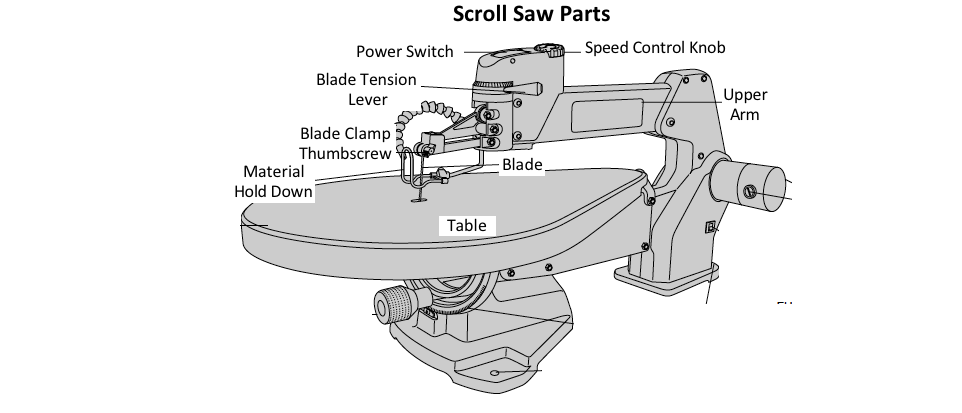 Scroll Saw Parts
Power Switch
Speed Control Knob
Blade Tension
Lever
Upper
Arm
Blade Clamp
Thumbscrew
Blade
Material
Hold Down
Table